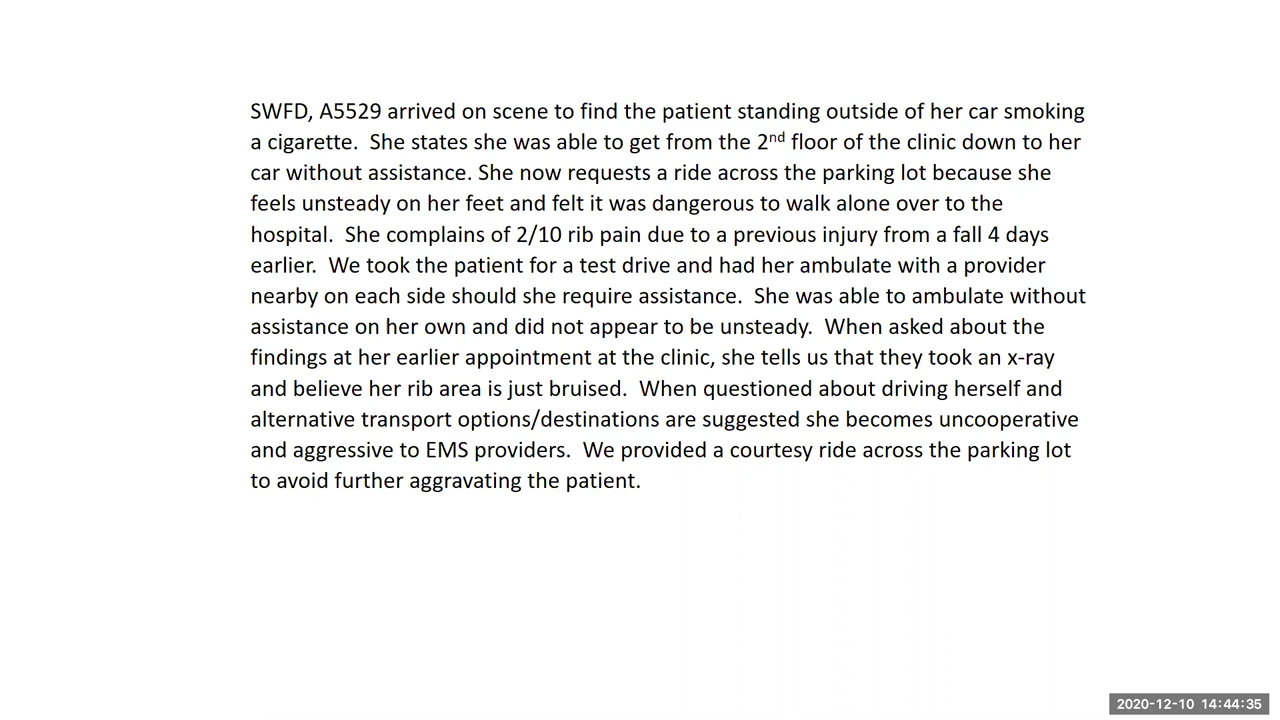 SWFD, A5529 arrived on scene to find the patient standing outside of her car smoking
a cigarette.  She states she was able to get from the 2nd floor of the clinic down to her
car without assistance. She now requests a ride across the parking lot because she
feels unsteady on her feet and felt it was dangerous to walk alone over to the
hospital.  She complains of 2/10 rib pain due to a previous injury from a fall 4 days
earlier.  We took the patient for a test drive and had her ambulate with a provider
nearby on each side should she require assistance.  She was able to ambulate without
assistance on her own and did not appear to be unsteady.  When asked about the
findings at her earlier appointment at the clinic, she tells us that they took an x-ray
and believe her rib area is just bruised.  When questioned about driving herself and
alternative transport options/destinations are suggested she becomes uncooperative
and aggressive to EMS providers.  We provided a courtesy ride across the parking lot
to avoid further aggravating the patient.
2020-12-10 14:44:35